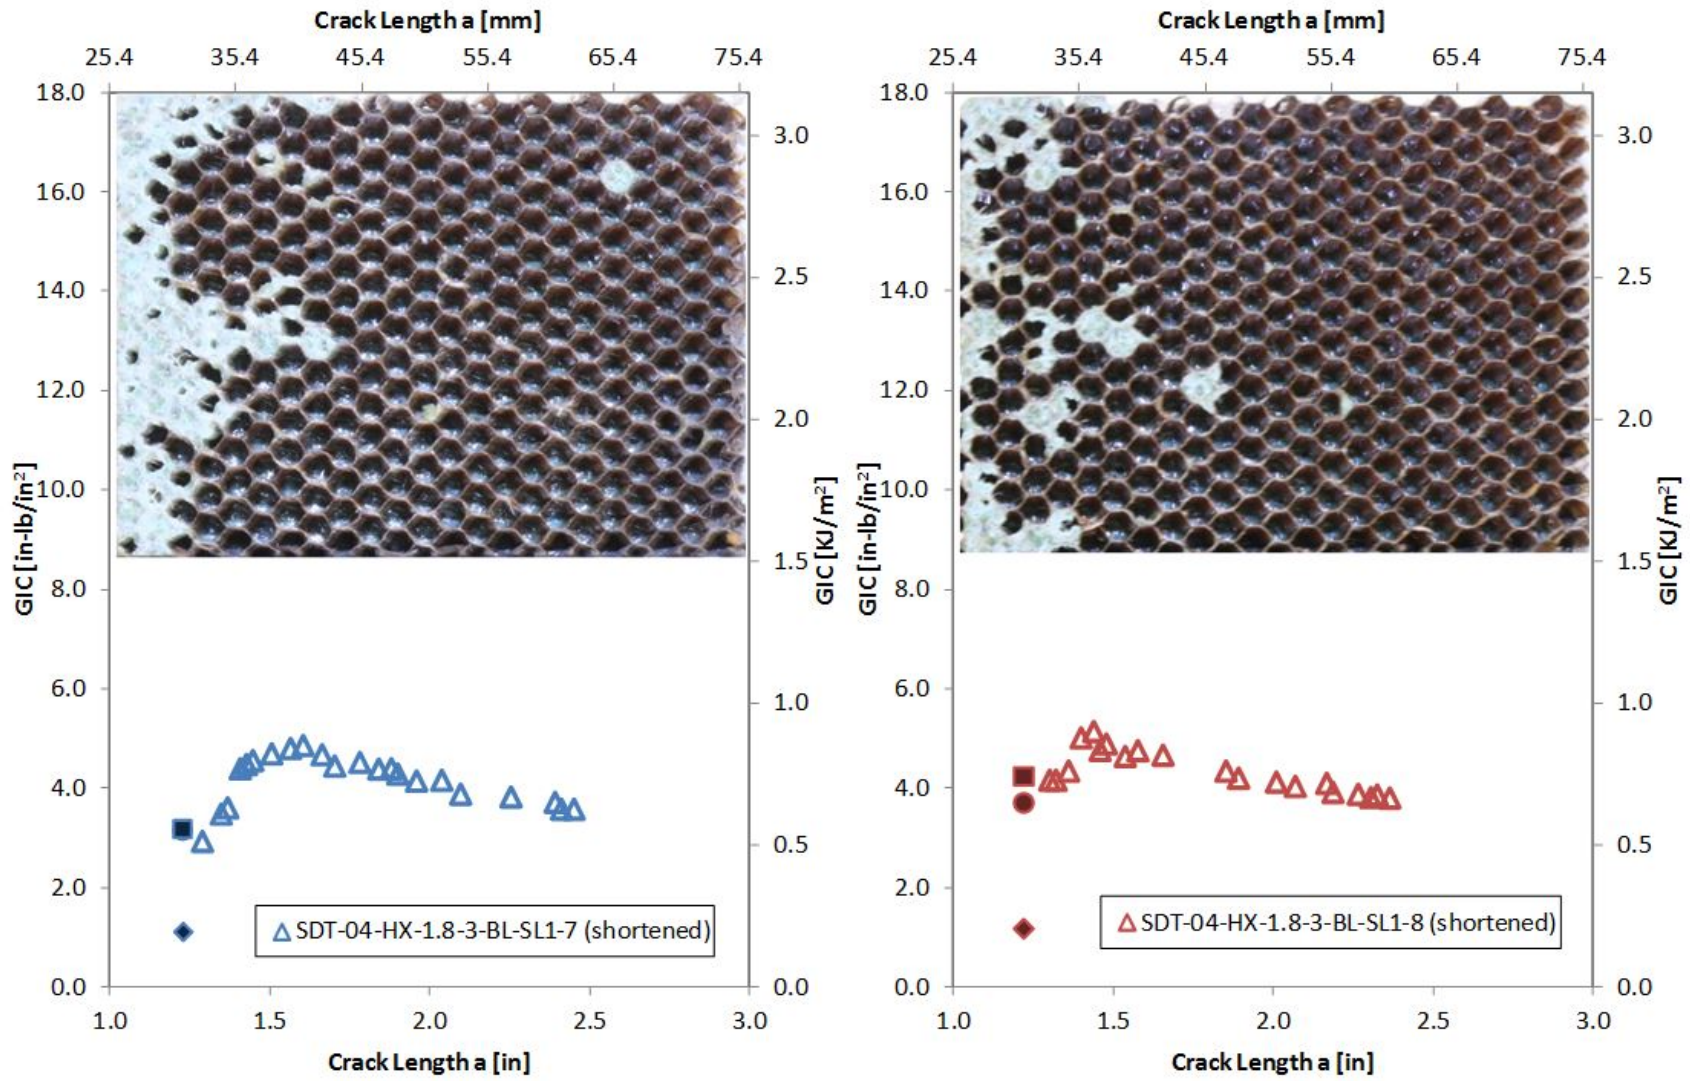 Crack Length a [mm]
25.4 35.4 45.4 55.4 65.4 75.4
18.0
16.0
14.0
12.0
10.0
8.0
6.0
4.0
2.0
0.0
GIC [in-lb/in²]
3.0
2.5
2.0
1.5
1.0
0.5
0.0
GIC [KJ/m²]
SDT-04-HX-1.8-3-BL-SL1-7 (shortened)
1.0 1.5 2.0 2.5 3.0
Crack Length a [in]
Crack Length a [mm]
25.4 35.4 45.4 55.4 65.4 75.4
18.0
16.0
14.0
12.0
10.0
8.0
6.0
4.0
2.0
0.0
GIC [in-lb/in²]
3.0
2.5
2.0
1.5
1.0
0.5
0.0
GIC [KJ/m²]
SDT-04-HX-1.8-3-BL-SL1-8 (shortened)
1.0 1.5 2.0 2.5 3.0
Crack Length a [in]